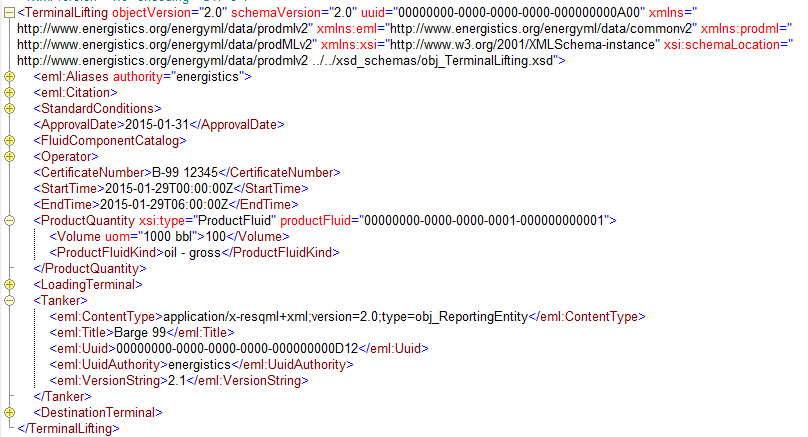 <TerminalLifting objectVersion="2.0" schemaVersion="2.0" uuid="00000000-0000-0000-0000-000000000A00" xmlns=
http://www.energistics.org/energyml/data/prodmlv2" xmlns:eml="http://www.energistics.org/energyml/data/commonv2" xmlns:prodml=
http://www.energistics.org/energyml/data/prodMLv2" xmlns:xsi="http://www.w3.org/2001/XMLSchema-instance" xsi:schemaLocation=
http://www.energistics.org/energyml/data/prodmlv2 ../../xsd_schemas/obj_TerminalLifting.xsd">
<eml:Aliases authority="energistics">
<eml:Citation>
<StandardConditions>
<ApprovalDate>2015-01-31</ApprovalDate>
<FluidComponentCatalog>
<Operator>
<CertificateNumber>B-99 12345</CertificateNumber>
<StartTime>2015-01-29T00:00:00Z</StartTime>
<EndTime>2015-01-29T06:00:00Z</EndTime>
<ProductQuantity xsi:type="ProductFluid" productFluid="00000000-0000-0000-0001-000000000001">
<Volume uom="1000 bbl">100</Volume>
<ProductFluidKind>oil - gross</ProductFluidKind>
</ProductQuantity>
<LoadingTerminal>
<Tanker>
<eml:ContentType>application/x-resqml+xml;version=2.0;type=obj_ReportingEntity</eml:ContentType>
<eml:Title>Barge 99</eml:Title>
<eml:Uuid>00000000-0000-0000-0000-000000000D12</eml:Uuid>
<eml:UuidAuthority>energistics</eml:UuidAuthority>
<eml:VersionString>2.1</eml:VersionString>
</Tanker>
<DestinationTerminal>
</TerminalLifting>